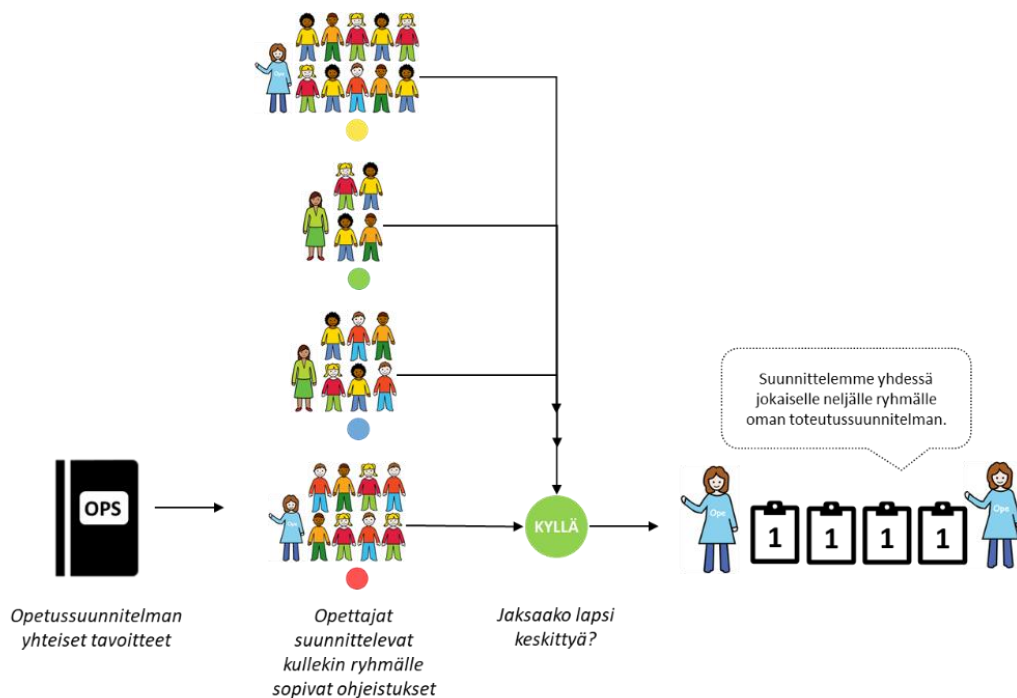 Ope
Ope
Suunnittelemme yhdessä
jokaiselle neljälle ryhmälle
oman toteutussuunnitelman.
OPS
KYLLÄ
Ope
1
1
1
1
Ope
Opetussuunnitelman
yhteiset tavoitteet
Opettajat
suunnittelevat
kullekin ryhmälle
sopivat ohjeistukset
Jaksaako lapsi
keskittyä?